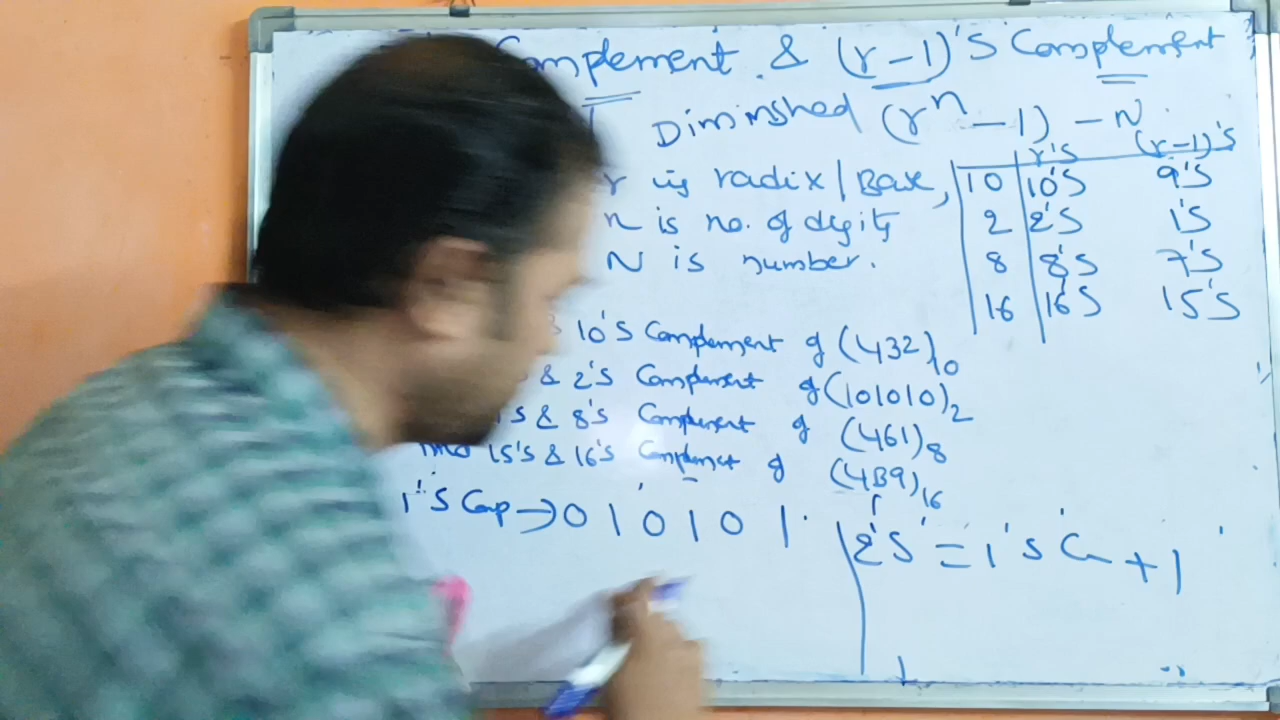 Complement & (r-1)'s Complement
Diminshed (rⁿ - 1) - N
r is radix/Base,
n is no. of digits
N is number.
r's (r-1)'s
10 10's 9's
2 2's 1's
8 8's 7's
16 16's 15's
10's Complement of (432)₁₀
& 2's Complement of (101010)₂
& 8's Complement of (461)₈
15's & 16's Complemet of (4B9)₁₆
1's Comp → 0 1 0 1 0 1
2's = 1's C + 1